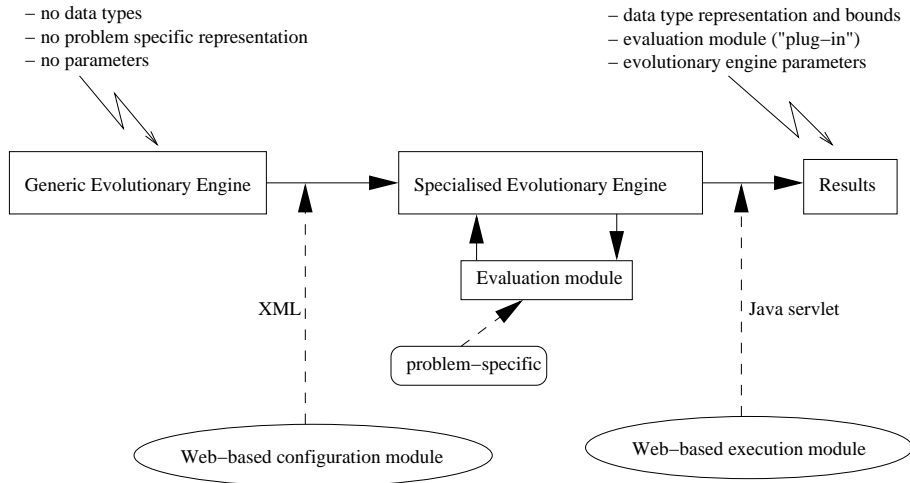 – no data types
– no problem specific representation
– no parameters
– data type representation and bounds
– evaluation module ("plug–in")
– evolutionary engine parameters
Generic Evolutionary Engine
Specialised Evolutionary Engine
Results
Evaluation module
XML
Java servlet
problem–specific
Web–based configuration module
Web–based execution module